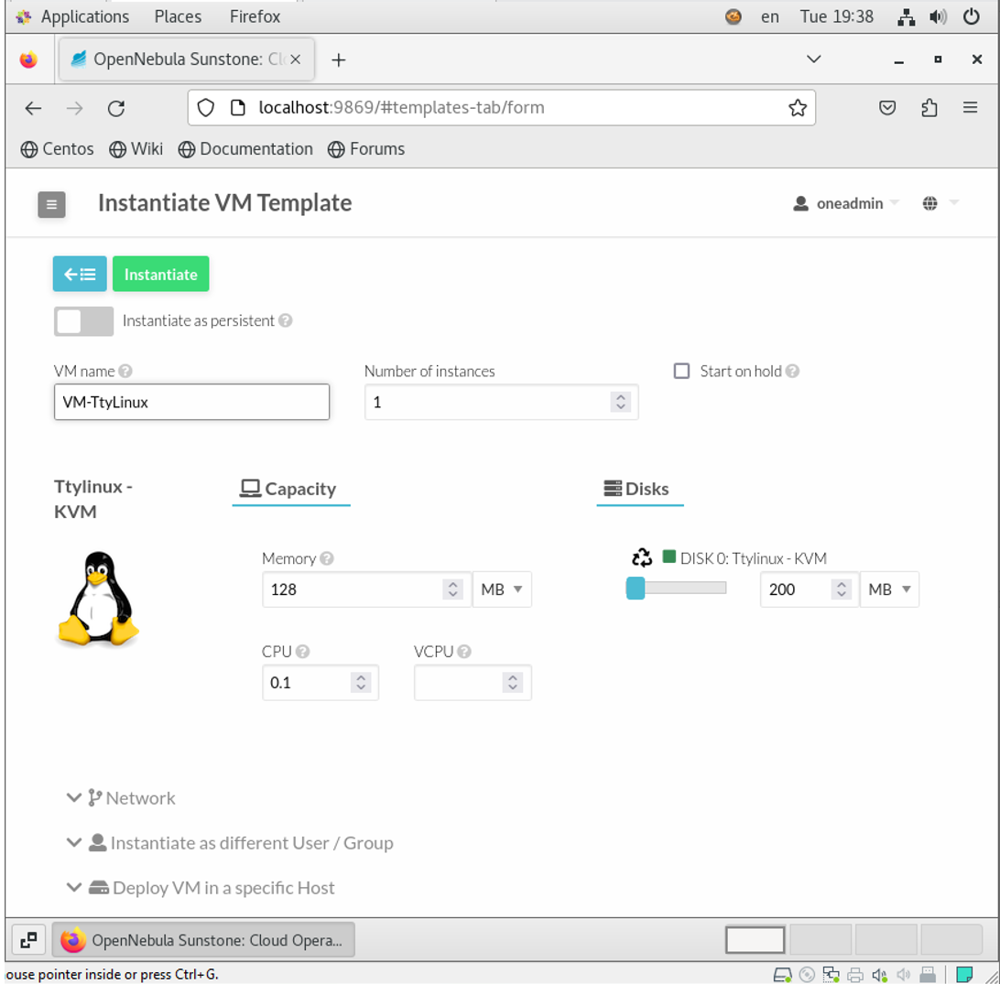 Applications Places Firefox en Tue 19:38
OpenNebula Sunstone: Cl
localhost:9869/#templates-tab/form
Centos Wiki Documentation Forums
Instantiate VM Template oneadmin
Instantiate
Instantiate as persistent
VM name Number of instances Start on hold
VM-TtyLinux 1
Ttylinux - KVM
Capacity Disks
Memory DISK 0: Ttylinux - KVM
128 MB 200 MB
CPU VCPU
0.1
Network
Instantiate as different User / Group
Deploy VM in a specific Host
OpenNebula Sunstone: Cloud Opera...
ouse pointer inside or press Ctrl+G.